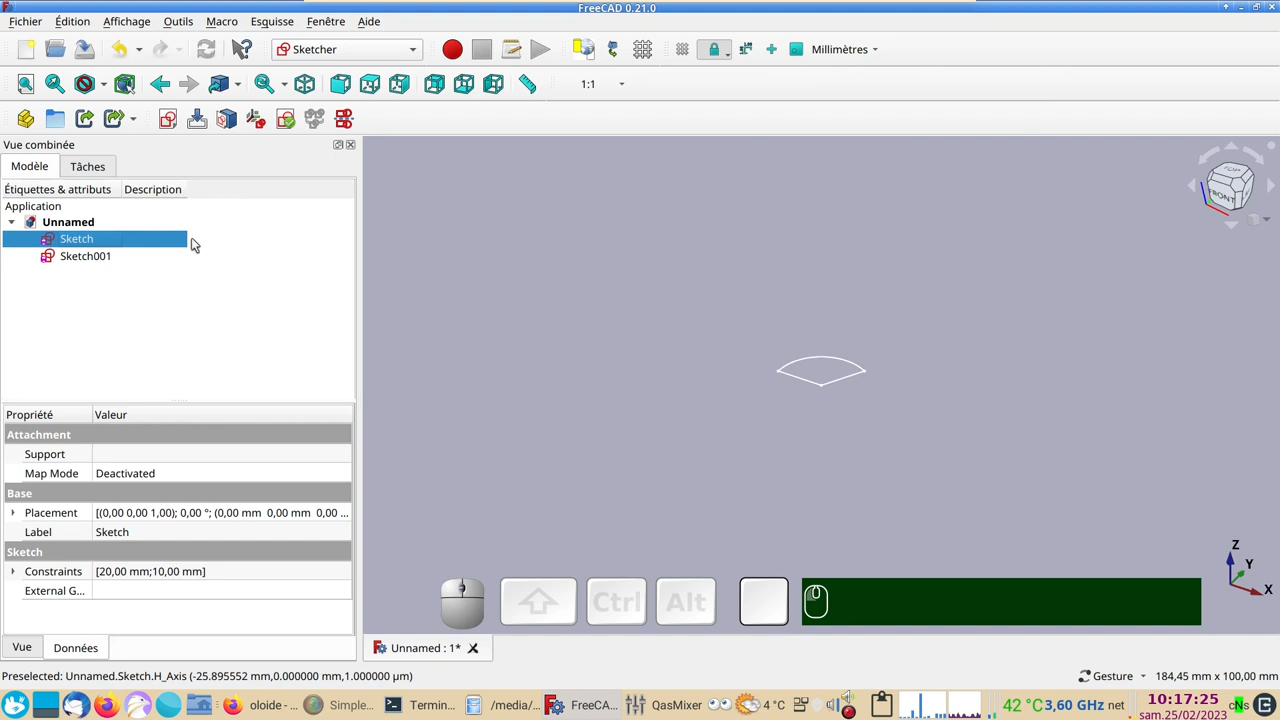 FreeCAD 0.21.0
Fichier Édition Affichage Outils Macro Esquisse Fenêtre Aide
Sketcher Millimètres
1:1
Vue combinée
Modèle Tâches
Étiquettes & attributs Description
Application
Unnamed
Sketch
Sketch001
TOP
FRONT
Propriété Valeur
Attachment
Support
Map Mode Deactivated
Base
Placement [(0,00 0,00 1,00); 0,00 °; (0,00 mm 0,00 mm 0,00 ...
Label Sketch
Sketch
Constraints [20,00 mm;10,00 mm]
External G...
Z
Y
X
Ctrl Alt
Vue Données
Unnamed : 1*
Preselected: Unnamed.Sketch.H_Axis (-25.895552 mm,0.000000 mm,1.000000 µm)
Gesture 184,45 mm x 100,00 mm
oloide - ... Simple... Termin... /media/... FreeCA... QasMixer 4 °C 42 °C 3,60 GHz net 10:17:25 cNs
sam.25/02/2023